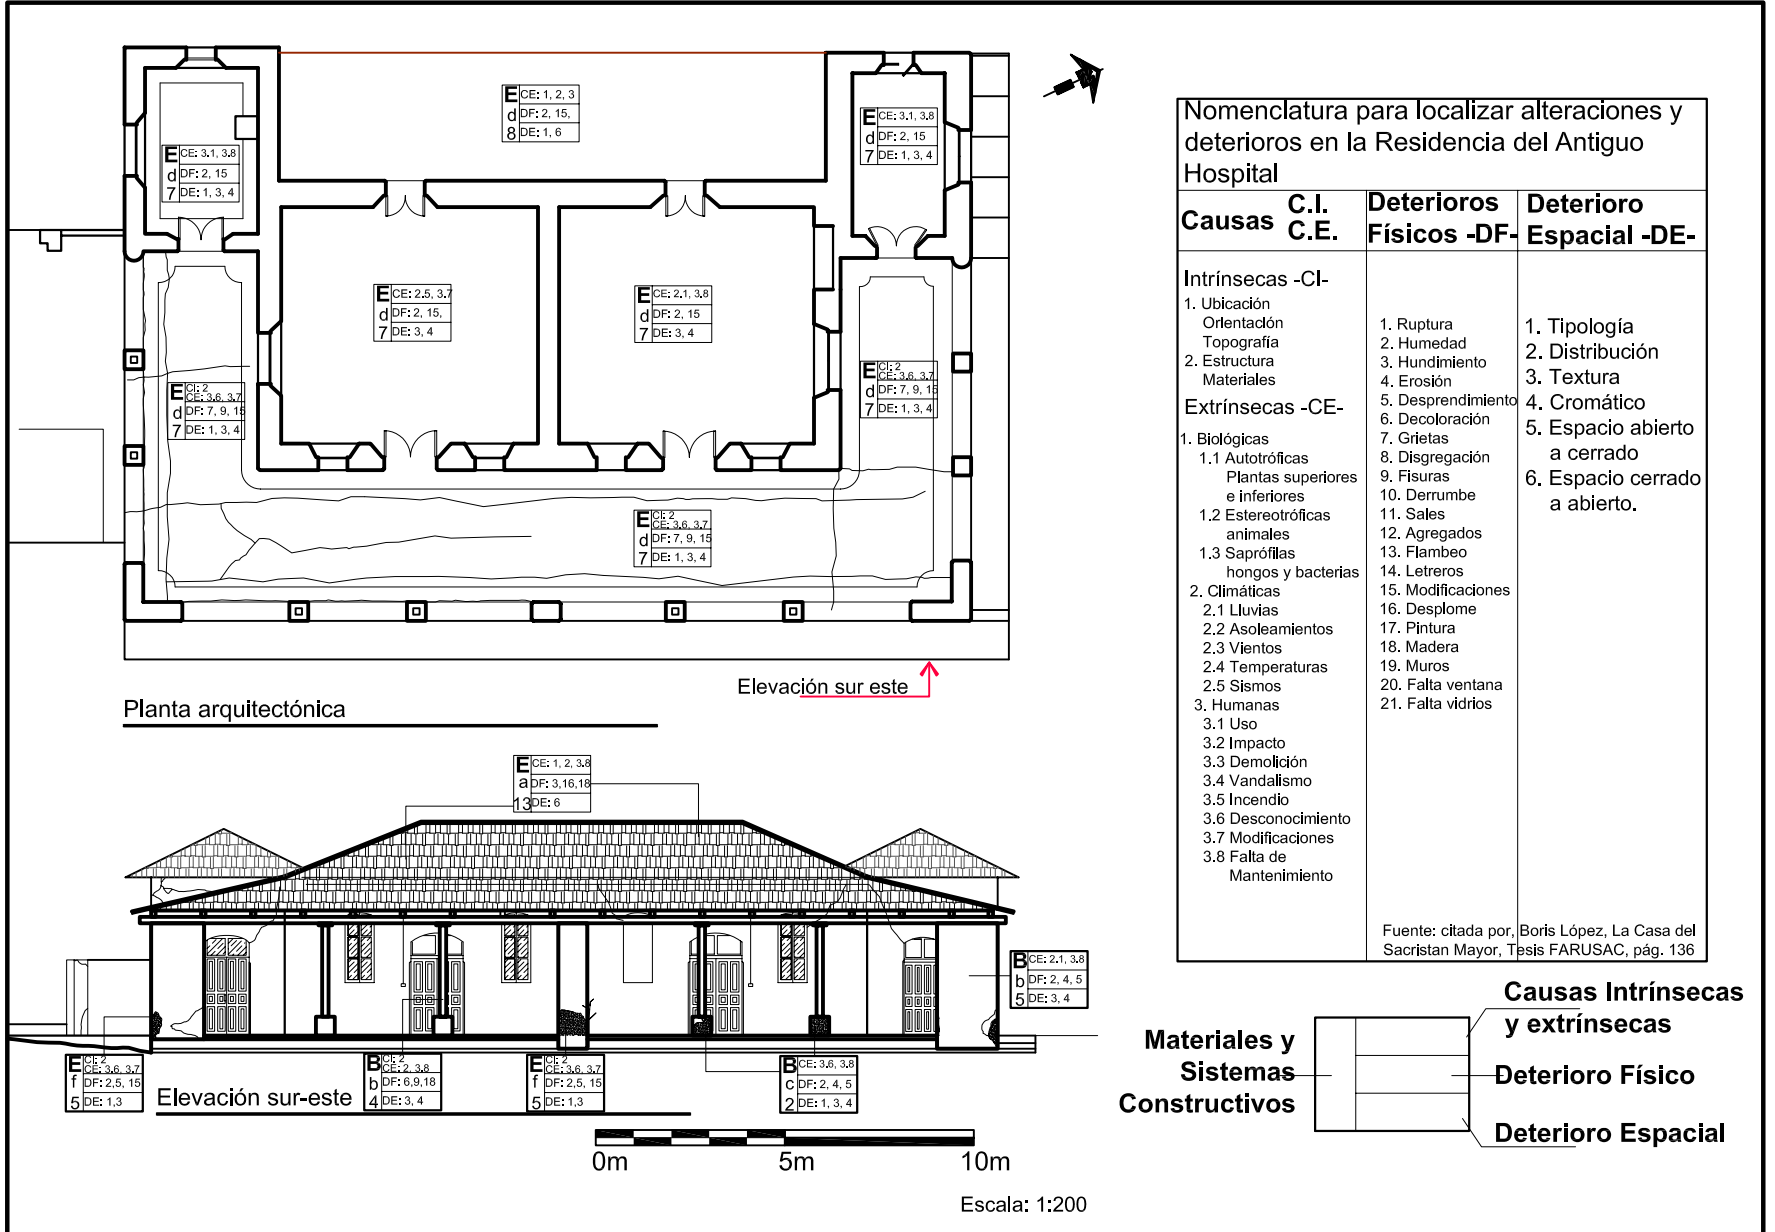 E CE: 1, 2, 3
d DF: 2, 15,
8 DE: 1, 6
E CE: 3.1, 3.8
d DF: 2, 15
7 DE: 1, 3, 4
E CE: 3.1, 3.8
d DF: 2, 15
7 DE: 1, 3, 4
E CE: 2.5, 3.7
d DF: 2, 15,
7 DE: 3, 4
E CE: 2.1, 3.8
d DF: 2, 15
7 DE: 3, 4
E CI: 2
CE: 3.6, 3.7
d DF: 7, 9, 15
7 DE: 1, 3, 4
E CI: 2
CE: 3.6, 3.7
d DF: 7, 9, 15
7 DE: 1, 3, 4
E CI: 2
CE: 3.6, 3.7
d DF: 7, 9, 15
7 DE: 1, 3, 4
Elevación sur este
Planta arquitectónica
E CE: 1, 2, 3.8
a DF: 3,16,18
13 DE: 6
B CE: 2.1, 3.8
b DF: 2, 4, 5
5 DE: 3, 4
E CI: 2
CE: 3.6, 3.7
f DF: 2,5, 15
5 DE: 1,3
B CI: 2
CE: 2, 3.8
b DF: 6,9,18
4 DE: 3, 4
E CI: 2
CE: 3.6, 3.7
f DF: 2,5, 15
5 DE: 1,3
B CE: 3.6, 3.8
c DF: 2, 4, 5
2 DE: 1, 3, 4
Elevación sur-este
0m 5m 10m
Escala: 1:200
Nomenclatura para localizar alteraciones y
deterioros en la Residencia del Antiguo
Hospital
Causas C.I.
C.E.
Deterioros
Físicos -DF-
Deterioro
Espacial -DE-
Intrínsecas -CI-
1. Ubicación
Orientación
Topografía
2. Estructura
Materiales
Extrínsecas -CE-
1. Biológicas
1.1 Autotróficas
Plantas superiores
e inferiores
1.2 Estereotróficas
animales
1.3 Saprófilas
hongos y bacterias
2. Climáticas
2.1 Lluvias
2.2 Asoleamientos
2.3 Vientos
2.4 Temperaturas
2.5 Sismos
3. Humanas
3.1 Uso
3.2 Impacto
3.3 Demolición
3.4 Vandalismo
3.5 Incendio
3.6 Desconocimiento
3.7 Modificaciones
3.8 Falta de
Mantenimiento
1. Ruptura
2. Humedad
3. Hundimiento
4. Erosión
5. Desprendimiento
6. Decoloración
7. Grietas
8. Disgregación
9. Fisuras
10. Derrumbe
11. Sales
12. Agregados
13. Flambeo
14. Letreros
15. Modificaciones
16. Desplome
17. Pintura
18. Madera
19. Muros
20. Falta ventana
21. Falta vidrios
1. Tipología
2. Distribución
3. Textura
4. Cromático
5. Espacio abierto
a cerrado
6. Espacio cerrado
a abierto.
Fuente: citada por, Boris López, La Casa del
Sacristan Mayor, Tesis FARUSAC, pág. 136
Materiales y
Sistemas
Constructivos
Causas Intrínsecas
y extrínsecas
Deterioro Físico
Deterioro Espacial